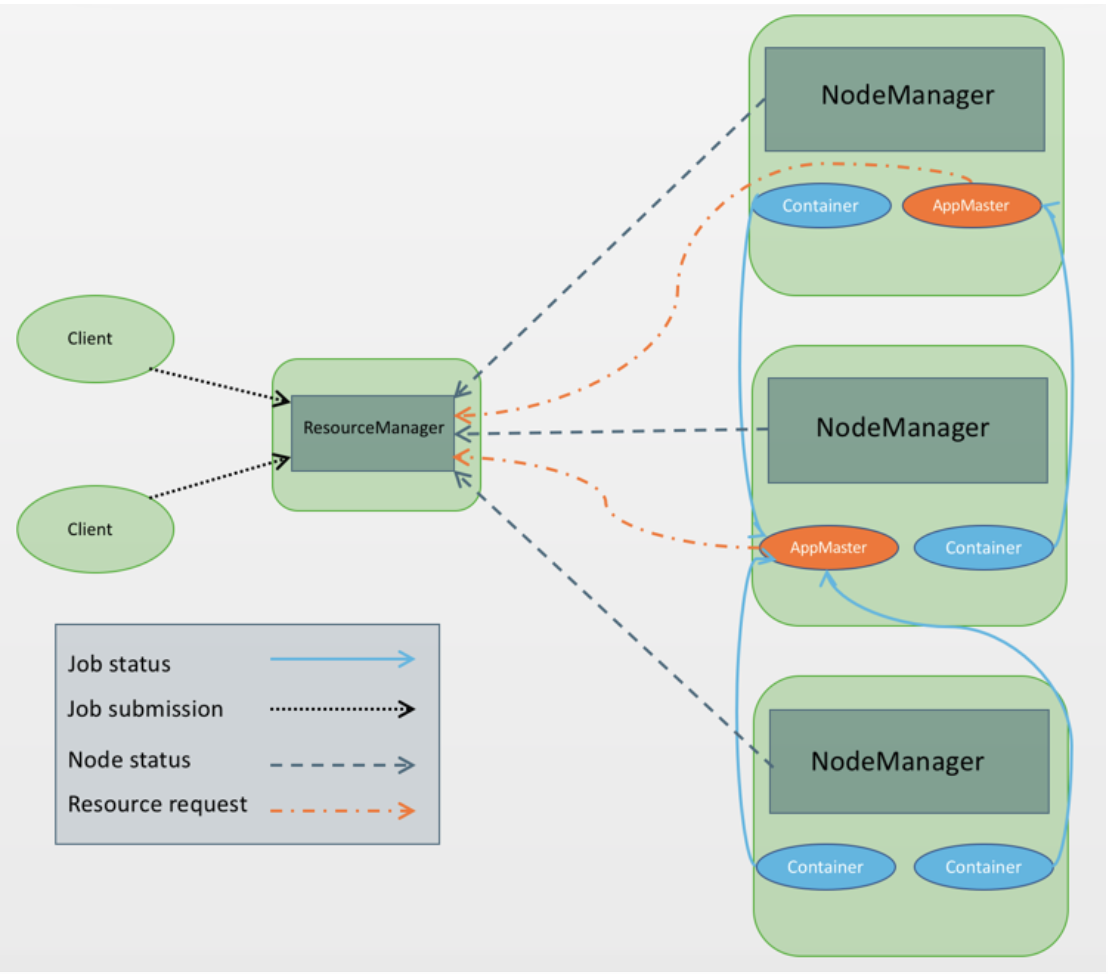 NodeManager
Container
AppMaster
Client
ResourceManager
NodeManager
Client
AppMaster
Container
Job status
Job submission
Node status
Resource request
NodeManager
Container
Container